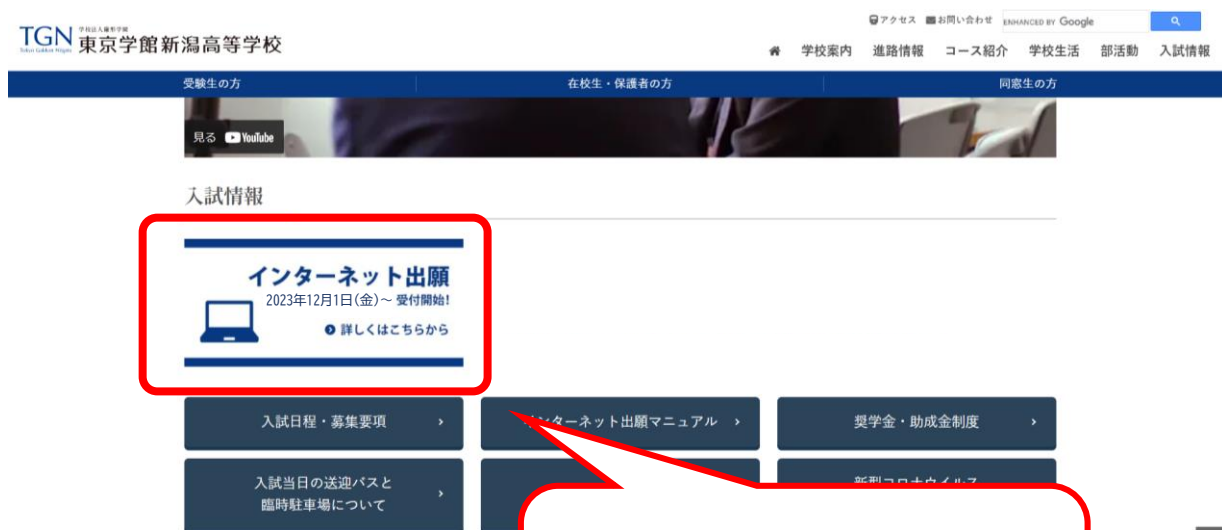 アクセス お問い合わせ ENHANCED BY Google
TGN 学校法人鎌形学園
東京学館新潟高等学校
学校案内 進路情報 コース紹介 学校生活 部活動 入試情報
受験生の方 在校生・保護者の方 同窓生の方
見る YouTube
入試情報
インターネット出願
2023年12月1日(金)～ 受付開始!
詳しくはこちらから
入試日程・募集要項
ターネット出願マニュアル
奨学金・助成金制度
入試当日の送迎バスと
臨時駐車場について